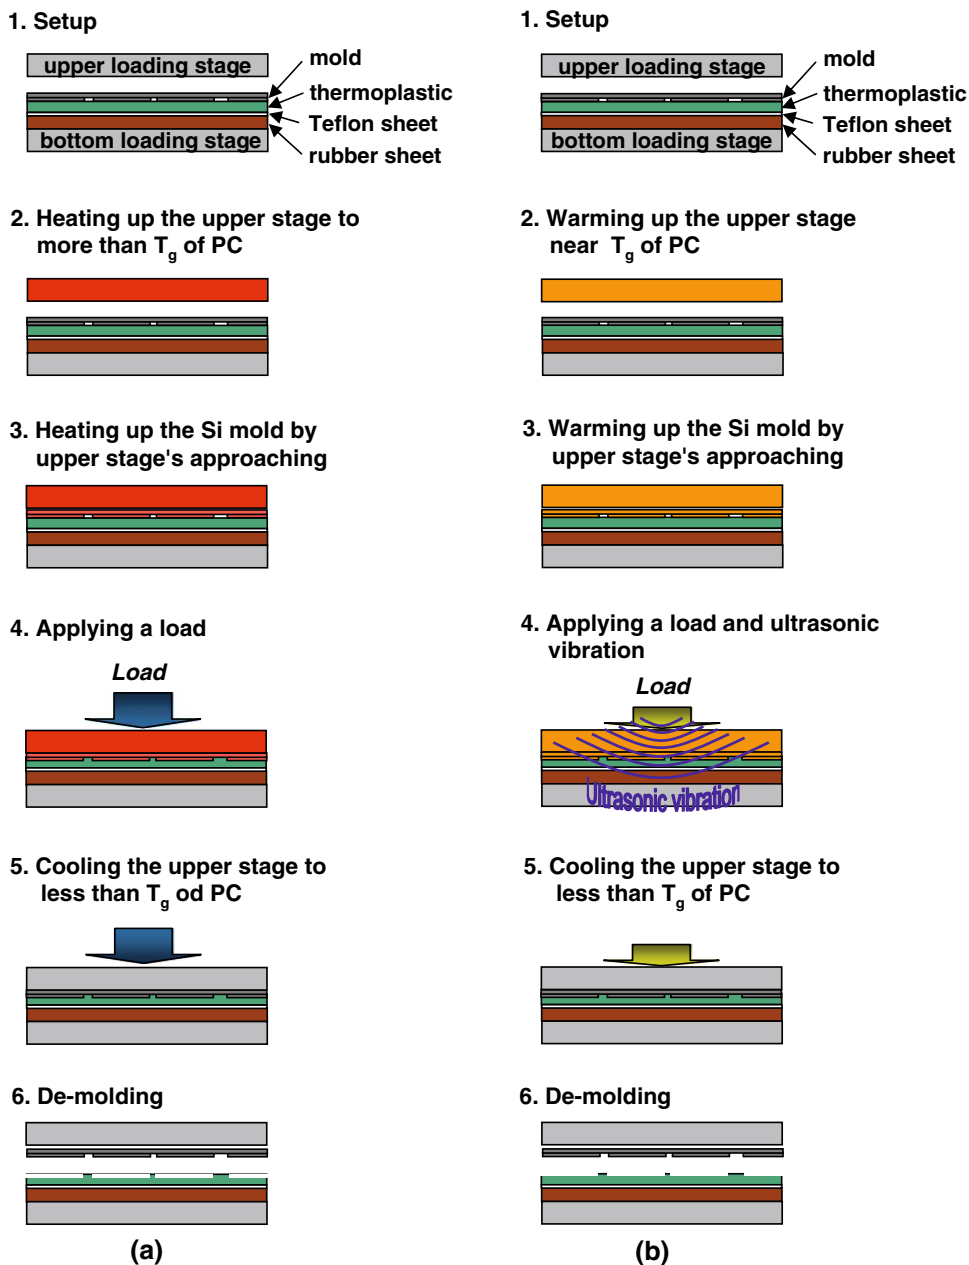 1. Setup
upper loading stage
mold
thermoplastic
Teflon sheet
bottom loading stage
rubber sheet
2. Heating up the upper stage to
more than Tg of PC
3. Heating up the Si mold by
upper stage's approaching
4. Applying a load
Load
5. Cooling the upper stage to
less than Tg od PC
6. De-molding
(a)
1. Setup
upper loading stage
mold
thermoplastic
Teflon sheet
bottom loading stage
rubber sheet
2. Warming up the upper stage
near Tg of PC
3. Warming up the Si mold by
upper stage's approaching
4. Applying a load and ultrasonic
vibration
Load
Ultrasonic vibration
5. Cooling the upper stage to
less than Tg of PC
6. De-molding
(b)